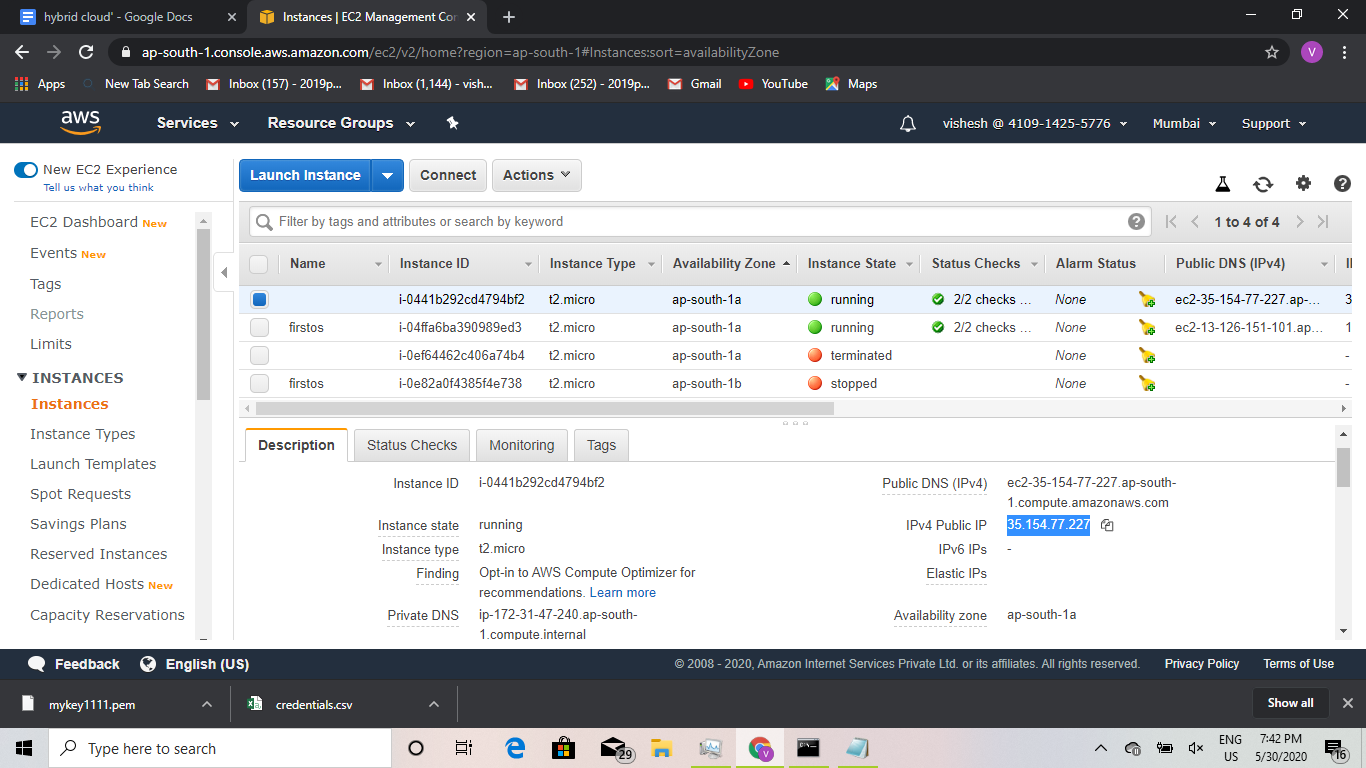 hybrid cloud' - Google Docs
Instances | EC2 Management Con
ap-south-1.console.aws.amazon.com/ec2/v2/home?region=ap-south-1#Instances:sort=availabilityZone
V
Apps New Tab Search Inbox (157) - 2019p... Inbox (1,144) - vish... Inbox (252) - 2019p... Gmail YouTube Maps
aws Services Resource Groups vishesh @ 4109-1425-5776 Mumbai Support
New EC2 Experience
Tell us what you think
EC2 Dashboard New
Events New
Tags
Reports
Limits
INSTANCES
Instances
Instance Types
Launch Templates
Spot Requests
Savings Plans
Reserved Instances
Dedicated Hosts New
Capacity Reservations
Launch Instance Connect Actions
Filter by tags and attributes or search by keyword 1 to 4 of 4
Name Instance ID Instance Type Availability Zone Instance State Status Checks Alarm Status Public DNS (IPv4)
i-0441b292cd4794bf2 t2.micro ap-south-1a running 2/2 checks ... None ec2-35-154-77-227.ap-... 3
firstos i-04ffa6ba390989ed3 t2.micro ap-south-1a running 2/2 checks ... None ec2-13-126-151-101.ap... 1
i-0ef64462c406a74b4 t2.micro ap-south-1a terminated None -
firstos i-0e82a0f4385f4e738 t2.micro ap-south-1b stopped None -
Description Status Checks Monitoring Tags
Instance ID i-0441b292cd4794bf2 Public DNS (IPv4) ec2-35-154-77-227.ap-south-
1.compute.amazonaws.com
Instance state running IPv4 Public IP 35.154.77.227
Instance type t2.micro IPv6 IPs -
Finding Opt-in to AWS Compute Optimizer for Elastic IPs
recommendations. Learn more
Private DNS ip-172-31-47-240.ap-south- Availability zone ap-south-1a
1.compute.internal
Feedback English (US) © 2008 - 2020, Amazon Internet Services Private Ltd. or its affiliates. All rights reserved. Privacy Policy Terms of Use
mykey1111.pem credentials.csv Show all
Type here to search 29 V ENG 7:42 PM
US 5/30/2020 16